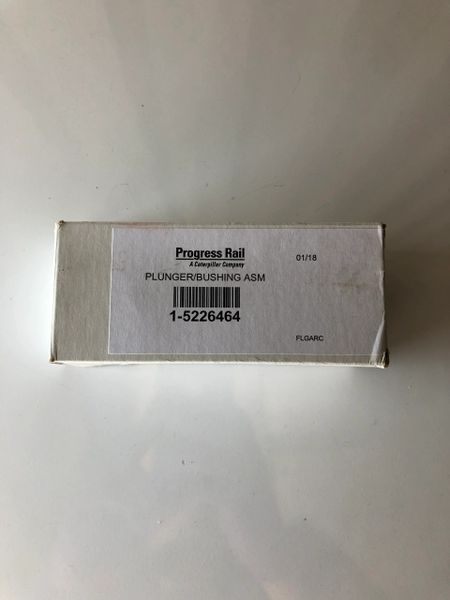 Progress Rail
A Caterpillar Company
01/18
PLUNGER/BUSHING ASM
1-5226464
FLGARC